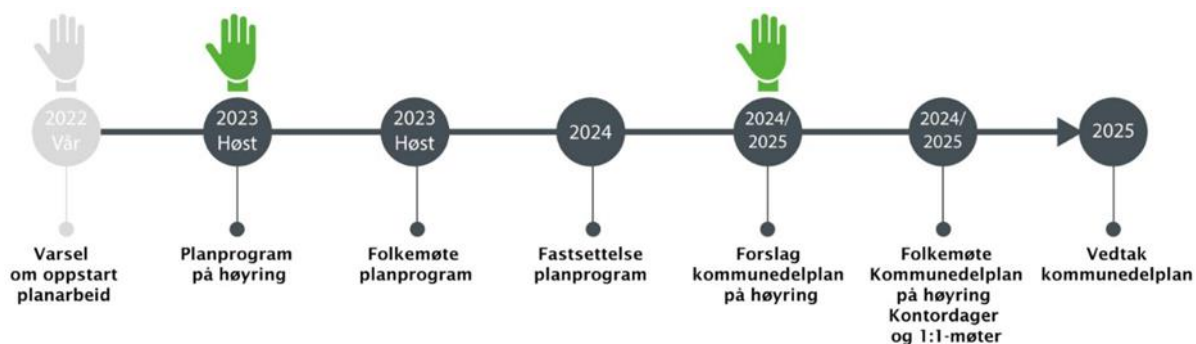 2022
Vår
2023
Høst
2023
Høst
2024
2024/
2025
2024/
2025
2025
Varsel
om oppstart
planarbeid
Planprogram
på høyring
Folkemøte
planprogram
Fastsettelse
planprogram
Forslag
kommunedelplan
på høyring
Folkemøte
Kommunedelplan
på høyring
Kontordager
og 1:1-møter
Vedtak
kommunedelplan